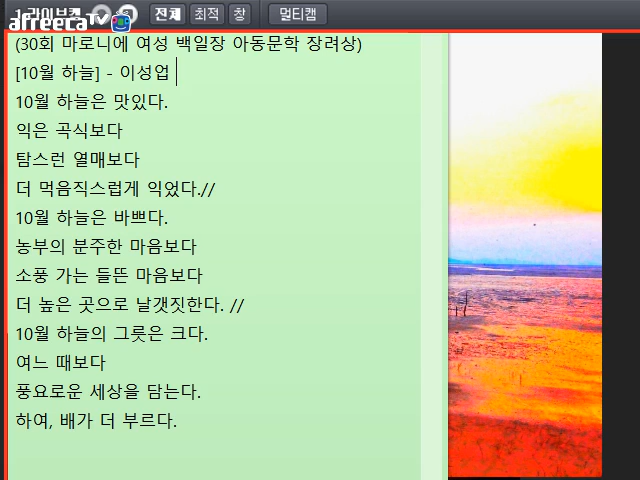 1 라이브캠 전체 최적 창 멀티캠
afreecaTV
(30회 마로니에 여성 백일장 아동문학 장려상)
[10월 하늘] - 이성업
10월 하늘은 맛있다.
익은 곡식보다
탐스런 열매보다
더 먹음직스럽게 익었다.//
10월 하늘은 바쁘다.
농부의 분주한 마음보다
소풍 가는 들뜬 마음보다
더 높은 곳으로 날갯짓한다. //
10월 하늘의 그릇은 크다.
여느 때보다
풍요로운 세상을 담는다.
하여, 배가 더 부르다.